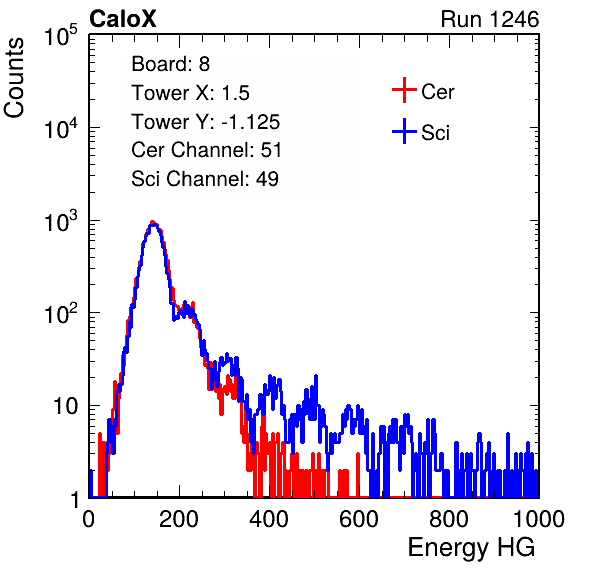 CaloX Run 1246
Counts
10^5
10^4
10^3
10^2
10
1
Board: 8
Tower X: 1.5
Tower Y: -1.125
Cer Channel: 51
Sci Channel: 49
Cer
Sci
0 200 400 600 800 1000
Energy HG